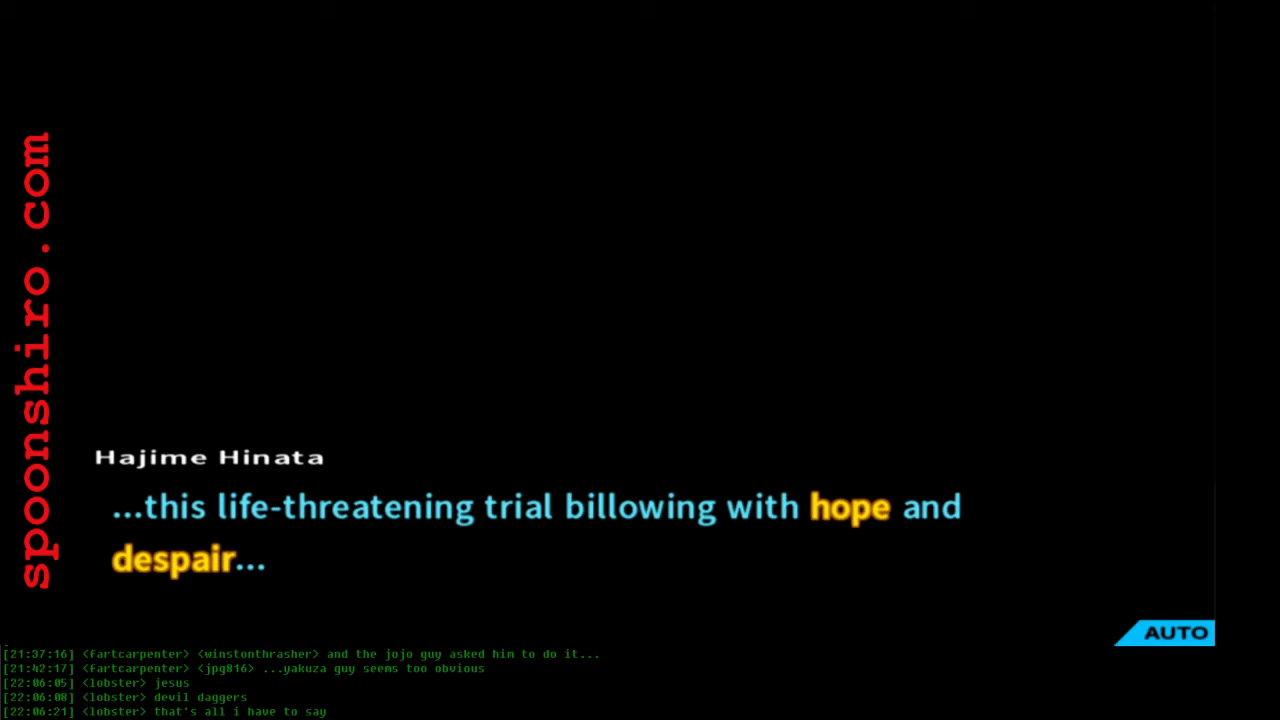 spoonshiro.com
Hajime Hinata
...this life-threatening trial billowing with hope and
despair...
AUTO
[21:37:16] <fartcarpenter> <winstonthrasher> and the jojo guy asked him to do it...
[21:42:17] <fartcarpenter> <jpg816> ...yakuza guy seems too obvious
[22:06:05] <lobster> jesus
[22:06:08] <lobster> devil daggers
[22:06:21] <lobster> that's all i have to say